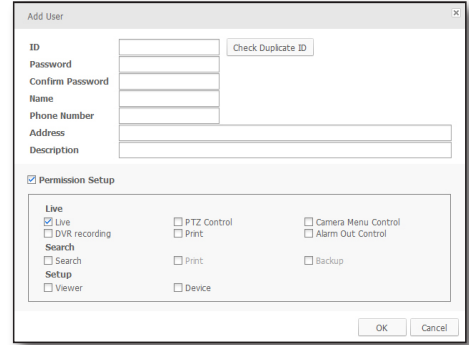 Add User
ID Check Duplicate ID
Password
Confirm Password
Name
Phone Number
Address
Description
Permission Setup
Live
Live PTZ Control Camera Menu Control
DVR recording Print Alarm Out Control
Search
Search Print Backup
Setup
Viewer Device
OK Cancel